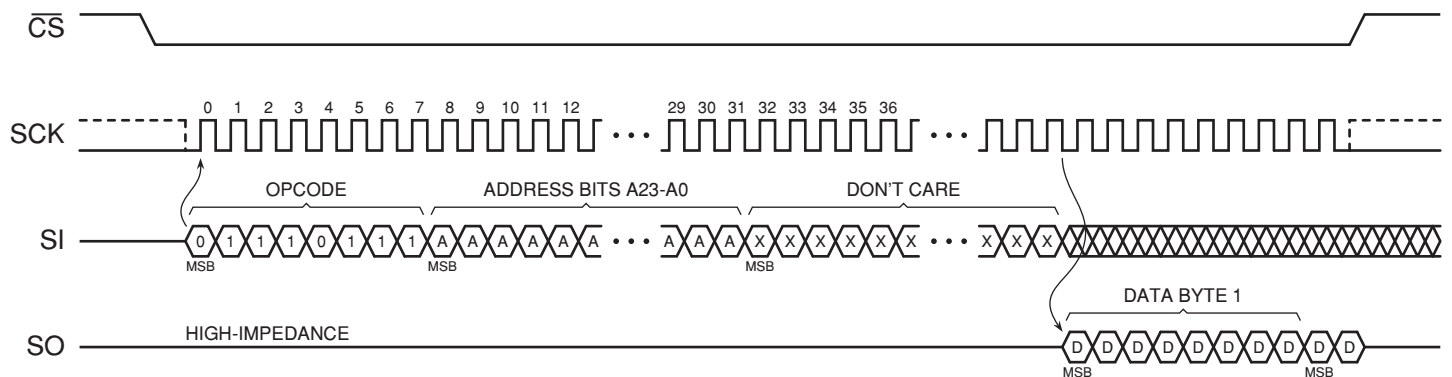 CS
0 1 2 3 4 5 6 7 8 9 10 11 12 29 30 31 32 33 34 35 36
SCK ••• •••
OPCODE ADDRESS BITS A23-A0 DON'T CARE
SI 0 1 1 1 0 1 1 1 A A A A A A ••• A A A X X X X X X ••• X X X
MSB MSB MSB
DATA BYTE 1
HIGH-IMPEDANCE
SO D D D D D D D D D D
MSB MSB